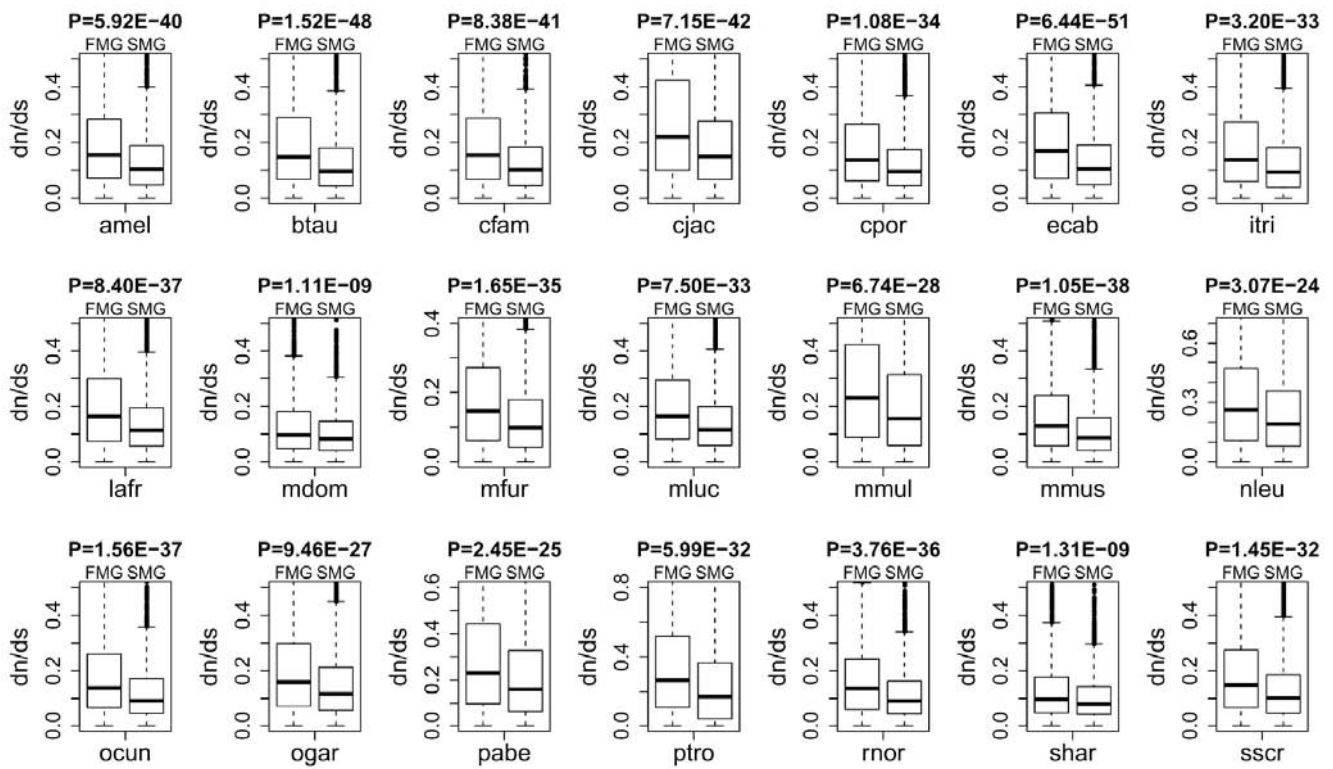 P=5.92E−40 P=1.52E−48 P=8.38E−41 P=7.15E−42 P=1.08E−34 P=6.44E−51 P=3.20E−33
FMG SMG FMG SMG FMG SMG FMG SMG FMG SMG FMG SMG FMG SMG
dn/ds 0.0 0.2 0.4 dn/ds 0.0 0.2 0.4 dn/ds 0.0 0.2 0.4 dn/ds 0.0 0.2 0.4 dn/ds 0.0 0.2 0.4 dn/ds 0.0 0.2 0.4 dn/ds 0.0 0.2 0.4
amel btau cfam cjac cpor ecab itri
P=8.40E−37 P=1.11E−09 P=1.65E−35 P=7.50E−33 P=6.74E−28 P=1.05E−38 P=3.07E−24
FMG SMG FMG SMG FMG SMG FMG SMG FMG SMG FMG SMG FMG SMG
dn/ds 0.0 0.2 0.4 dn/ds 0.0 0.2 0.4 dn/ds 0.0 0.2 0.4 dn/ds 0.0 0.2 0.4 dn/ds 0.0 0.2 0.4 dn/ds 0.0 0.2 0.4 dn/ds 0.0 0.3 0.6
lafr mdom mfur mluc mmul mmus nleu
P=1.56E−37 P=9.46E−27 P=2.45E−25 P=5.99E−32 P=3.76E−36 P=1.31E−09 P=1.45E−32
FMG SMG FMG SMG FMG SMG FMG SMG FMG SMG FMG SMG FMG SMG
dn/ds 0.0 0.2 0.4 dn/ds 0.0 0.2 0.4 dn/ds 0.0 0.2 0.4 0.6 dn/ds 0.0 0.4 0.8 dn/ds 0.0 0.2 0.4 dn/ds 0.0 0.2 0.4 dn/ds 0.0 0.2 0.4
ocun ogar pabe ptro rnor shar sscr